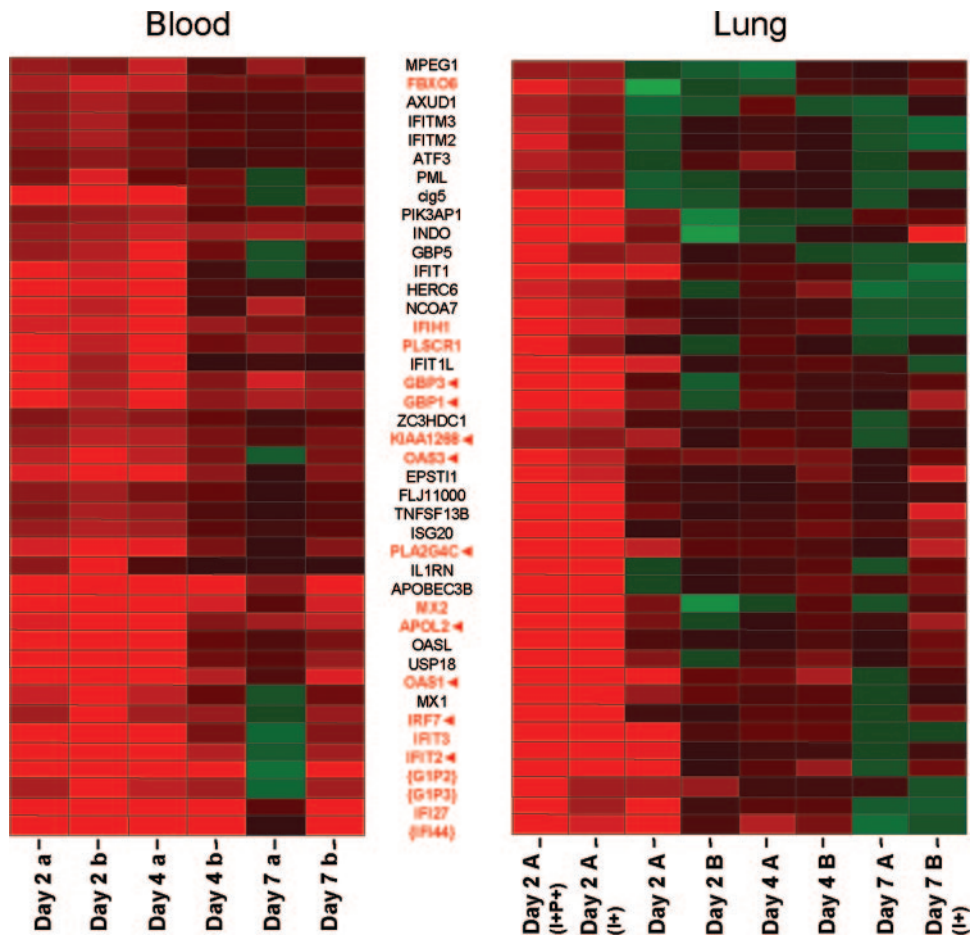 Blood
Lung
MPEG1
FBXO6
AXUD1
IFITM3
IFITM2
ATF3
PML
cig5
PIK3AP1
INDO
GBP5
IFIT1
HERC6
NCOA7
IFIH1
PLSCR1
IFIT1L
GBP3◄
GBP1◄
ZC3HDC1
KIAA1268◄
OAS3◄
EPSTI1
FLJ11000
TNFSF13B
ISG20
PLA2G4C◄
IL1RN
APOBEC3B
MX2
APOL2◄
OASL
USP18
OAS1◄
MX1
IRF7◄
IFIT3
IFIT2◄
{G1P2}
{G1P3}
IFI27
{IFI44}
Day 2 a
Day 2 b
Day 4 a
Day 4 b
Day 7 a
Day 7 b
Day 2 A
(I+P+)
Day 2 A
(I+)
Day 2 A
Day 2 B
Day 4 A
Day 4 B
Day 7 A
Day 7 B
(I+)